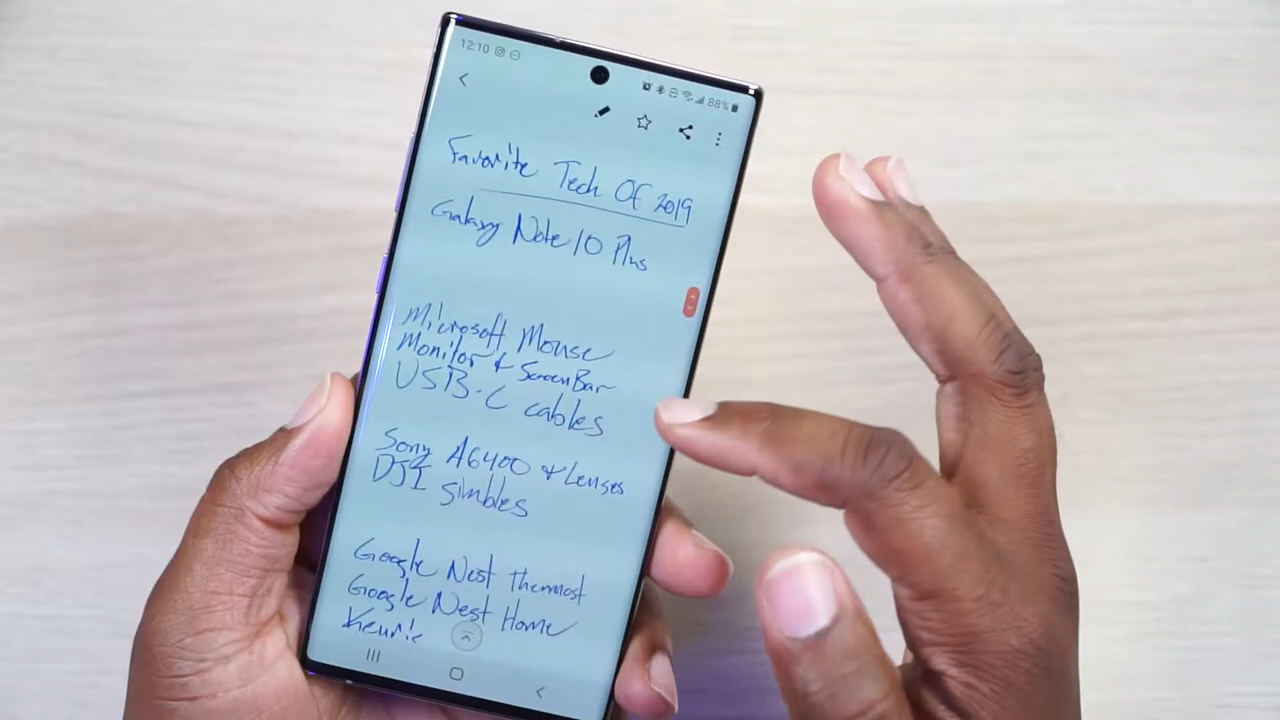 12:10
88%
Favorite Tech OF 2019
Galaxy Note 10 Plus
Microsoft Mouse
Monitor & ScreenBar
USB-C cables
Sony A6400 & Lenses
DJI Gimbles
Google Nest thermost
Google Nest Home
Keurig